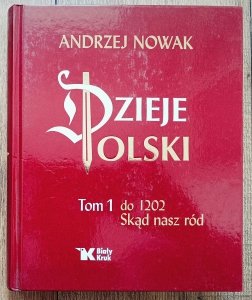 ANDRZEJ NOWAK
DZIEJE
POLSKI
Tom 1 do 1202
Skąd nasz ród
Biały
Kruk